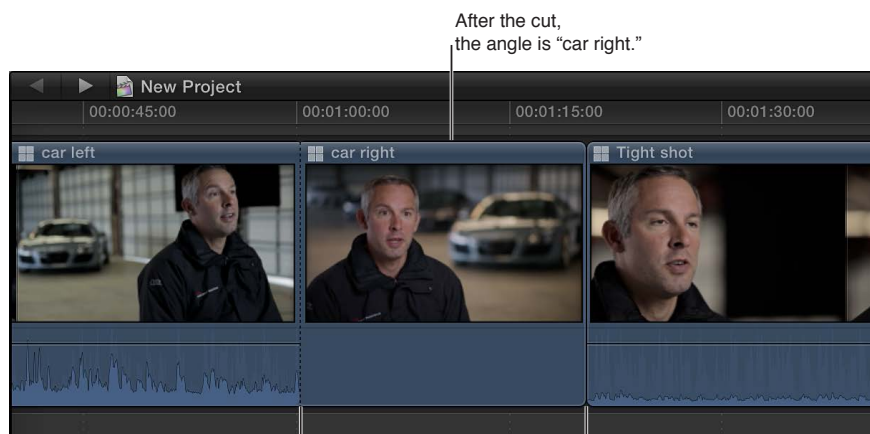 After the cut,
the angle is “car right.”
New Project
00:00:45:00 00:01:00:00 00:01:15:00 00:01:30:00
car left car right Tight shot